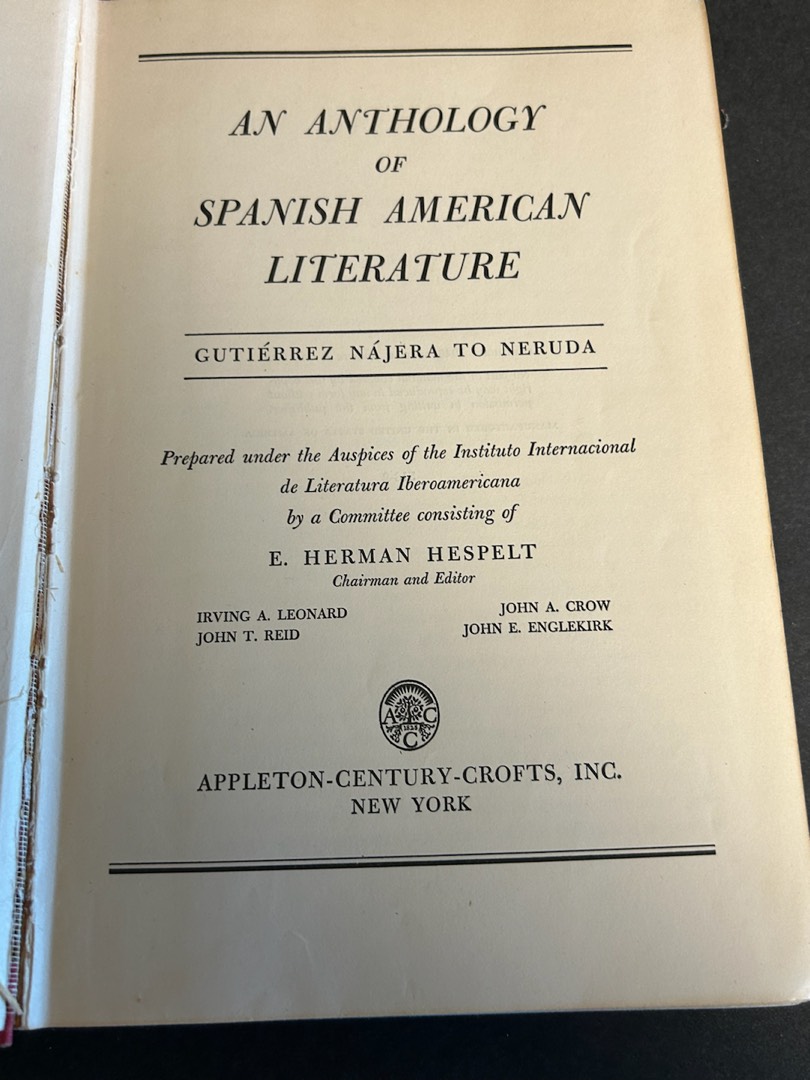 AN ANTHOLOGY
OF
SPANISH AMERICAN
LITERATURE
GUTIÉRREZ NÁJERA TO NERUDA
Prepared under the Auspices of the Instituto Internacional
de Literatura Iberoamericana
by a Committee consisting of
E. HERMAN HESPELT
Chairman and Editor
IRVING A. LEONARD JOHN A. CROW
JOHN T. REID JOHN E. ENGLEKIRK
A C
C
APPLETON-CENTURY-CROFTS, INC.
NEW YORK